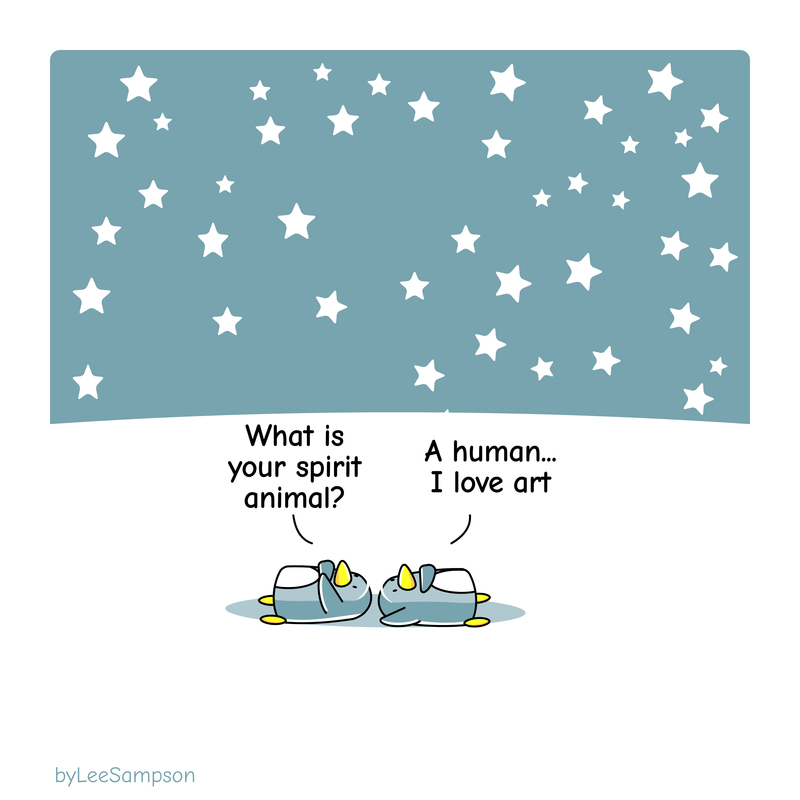 What is
your spirit
animal?
A human...
I love art
byLeeSampson